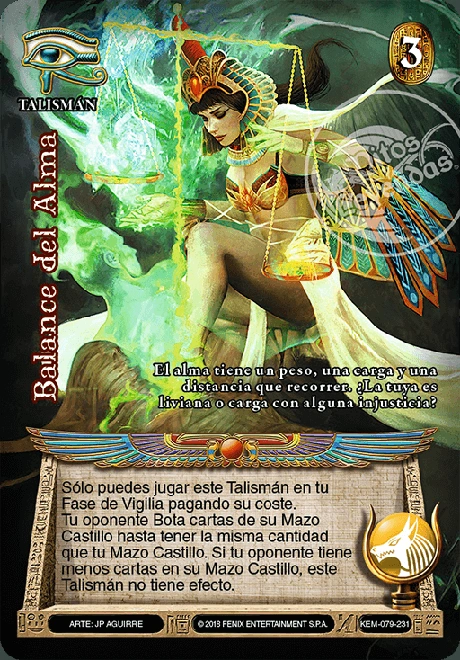 TALISMÁN
3
Mitos
Balance del Alma
El alma tiene un peso, una carga y una
distancia que recorrer. ¿La tuya es
liviana o carga con alguna injusticia?
Sólo puedes jugar este Talismán en tu
Fase de Vigilia pagando su coste.
Tu oponente Bota cartas de su Mazo
Castillo hasta tener la misma cantidad
que tu Mazo Castillo. Si tu oponente tiene
menos cartas en su Mazo Castillo, este
Talismán no tiene efecto.
ARTE: JP AGUIRRE
© 2018 FENIX ENTERTAINMENT S.P.A.
KEM-079-231